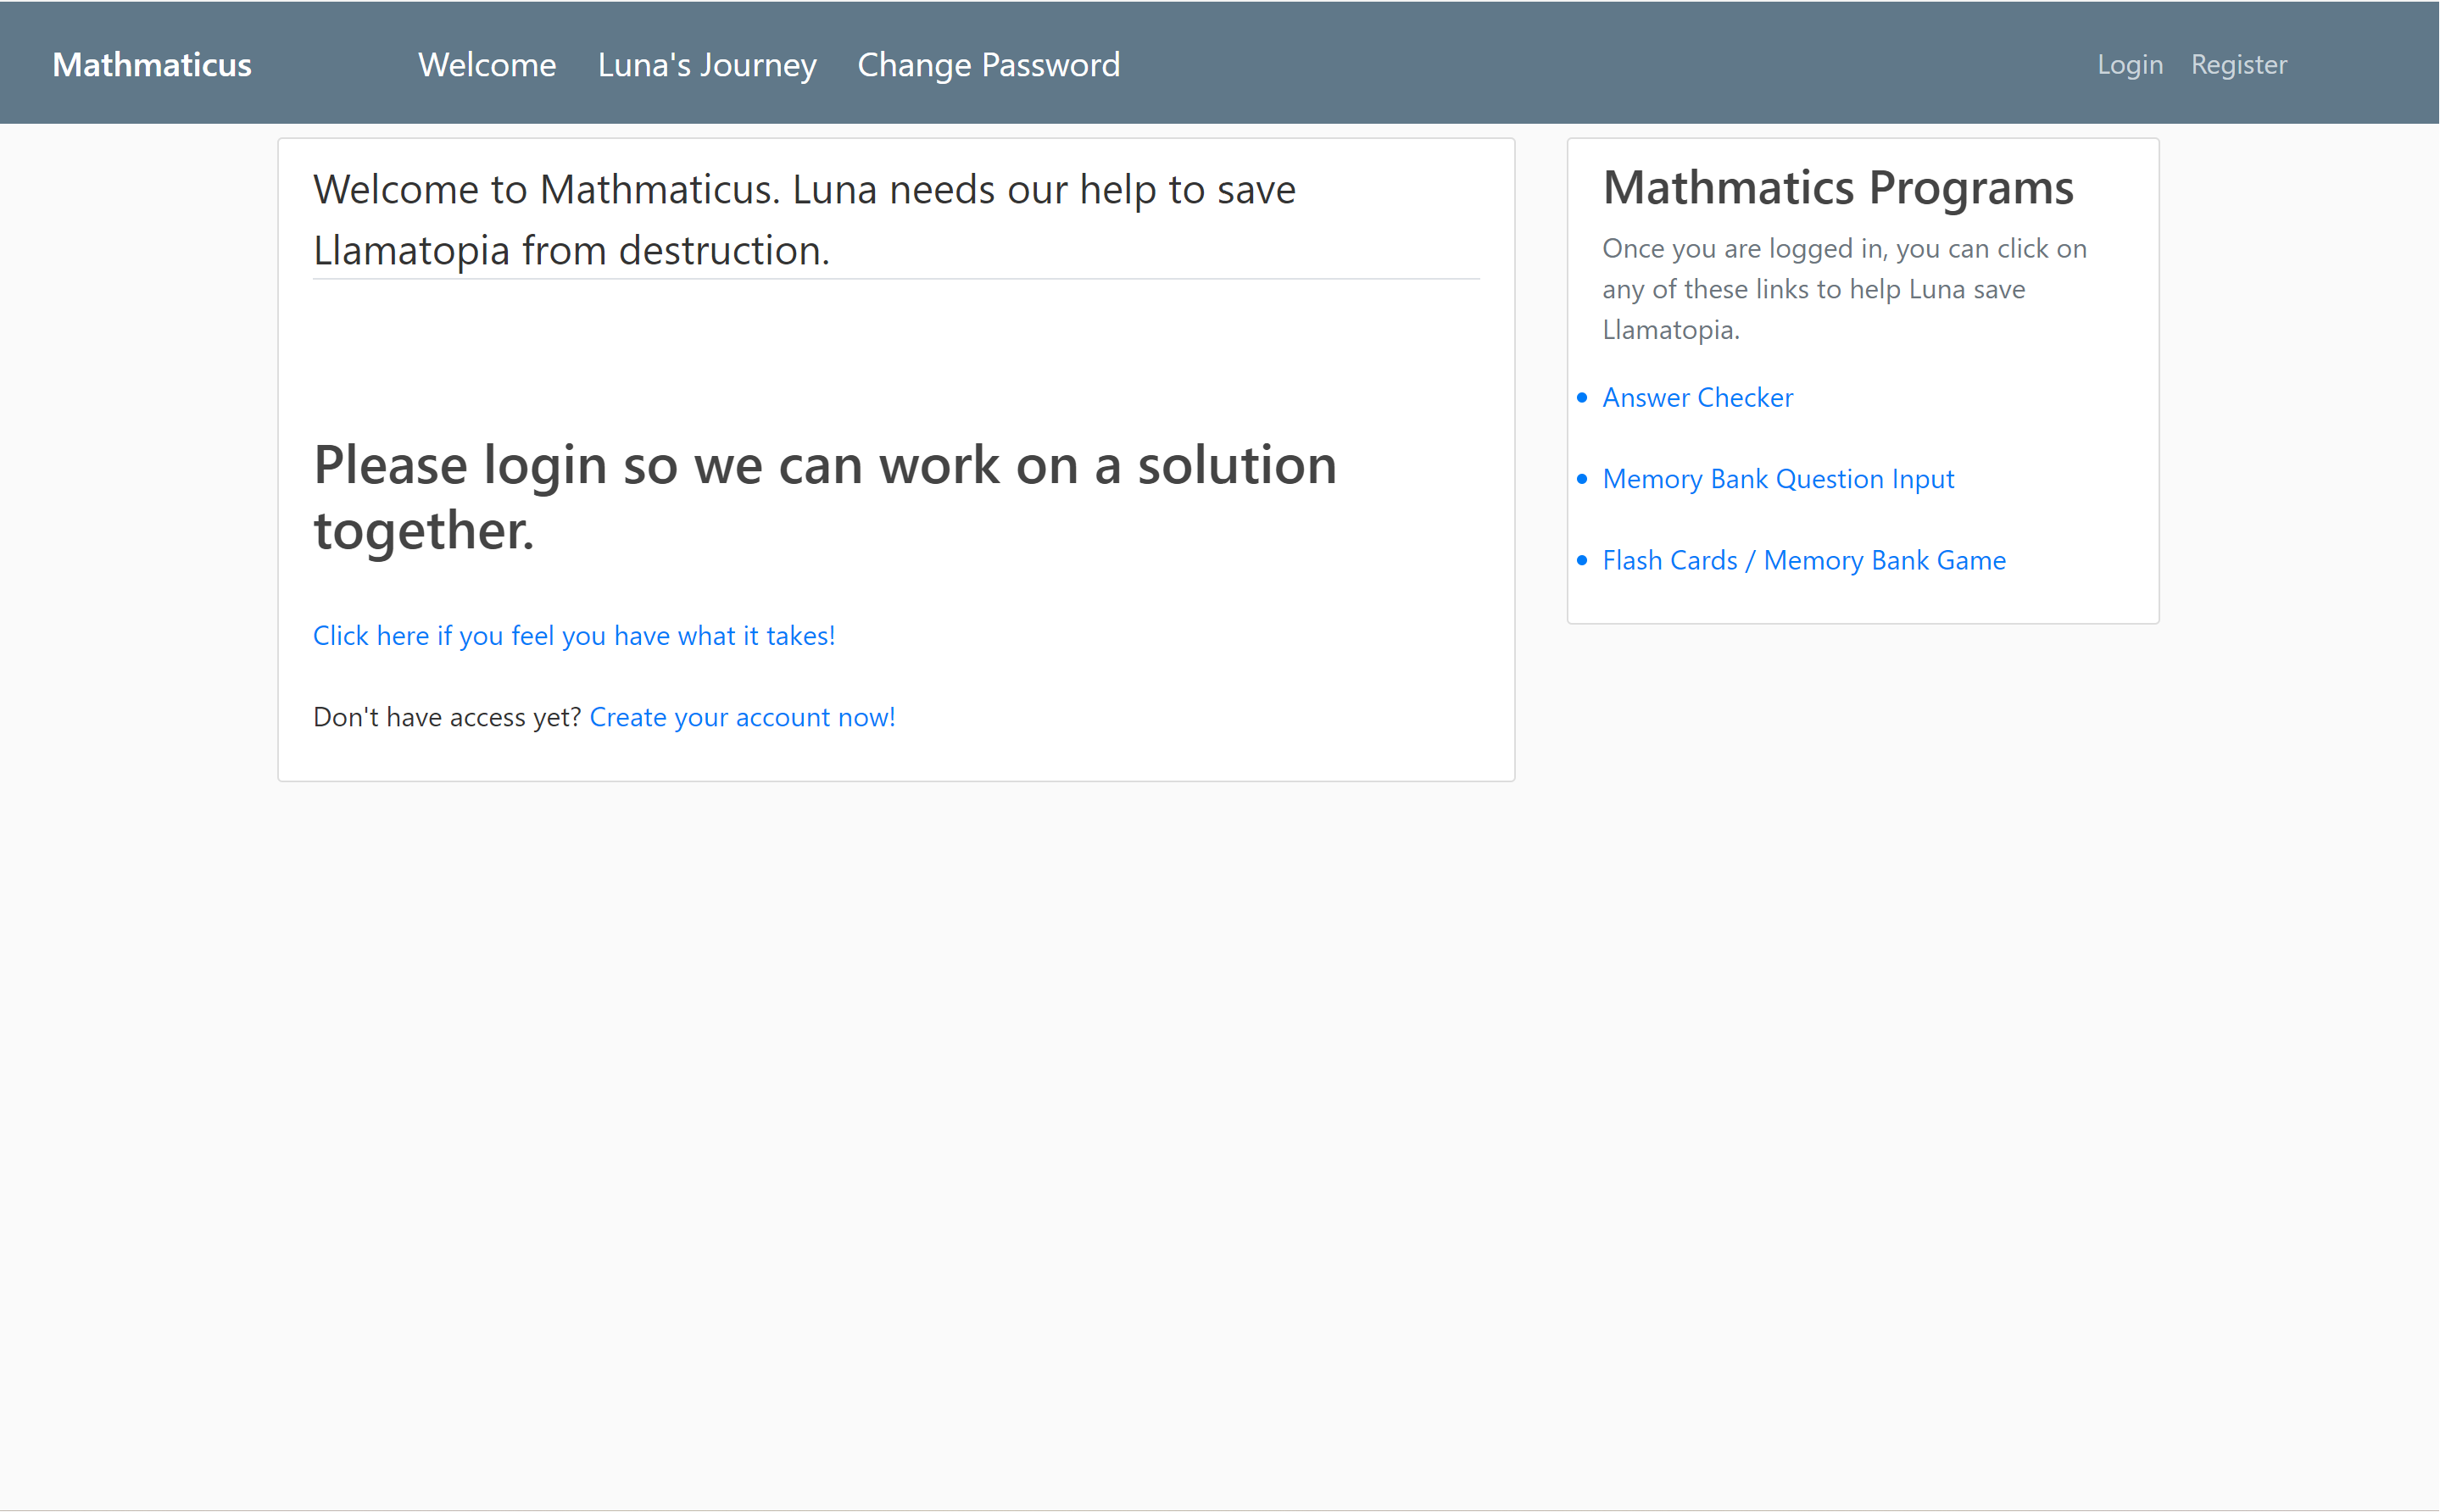 Mathmaticus Welcome Luna's Journey Change Password Login Register
Welcome to Mathmaticus. Luna needs our help to save
Llamatopia from destruction.
Please login so we can work on a solution
together.
Click here if you feel you have what it takes!
Don't have access yet? Create your account now!
Mathmatics Programs
Once you are logged in, you can click on
any of these links to help Luna save
Llamatopia.
Answer Checker
Memory Bank Question Input
Flash Cards / Memory Bank Game